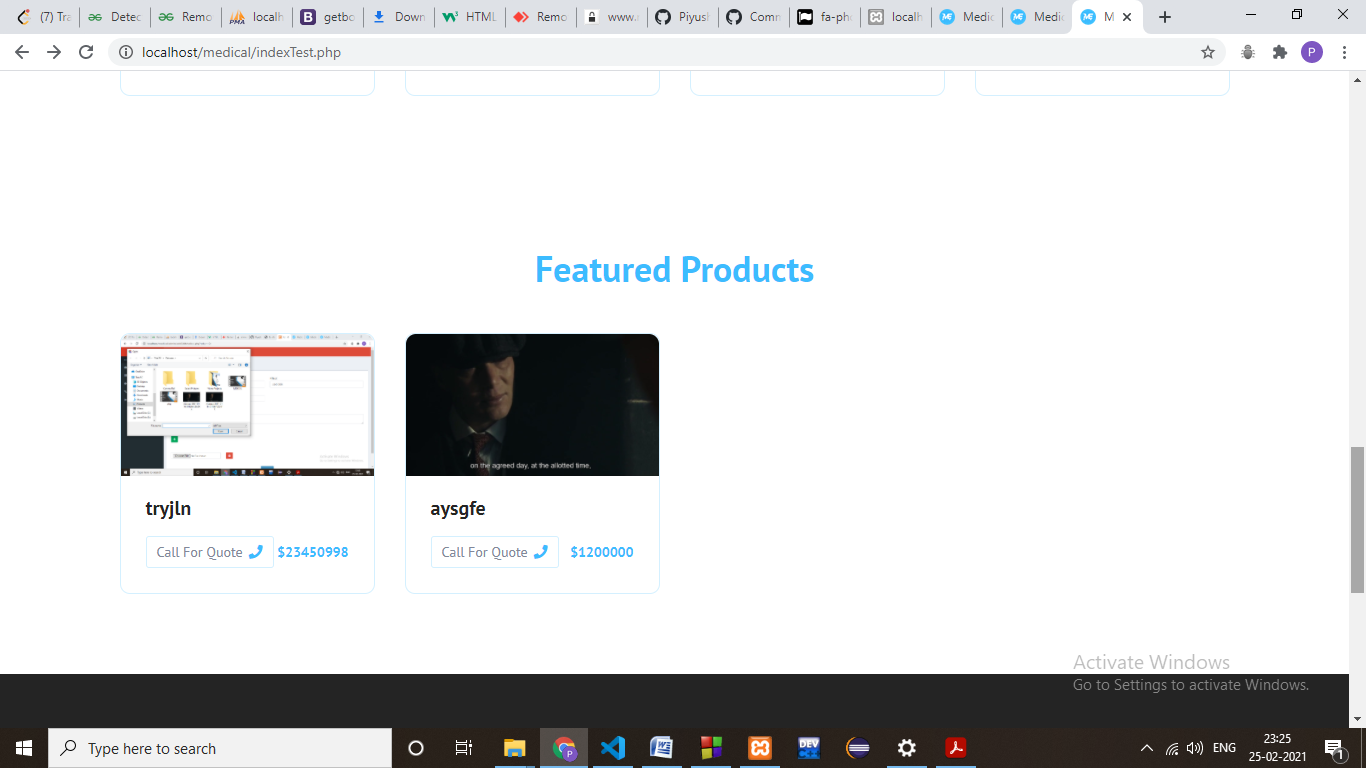 (7) Tra
Detec
Remo
localh
getbo
Down
HTML
Remo
www.
Piyush
Comm
fa-pho
localh
Medic
Medic
M
localhost/medical/indexTest.php
P
Featured Products
on the agreed day, at the allotted time,
tryjln
aysgfe
Call For Quote $23450998
Call For Quote $1200000
Activate Windows
Go to Settings to activate Windows.
Type here to search
ENG
23:25
25-02-2021
1